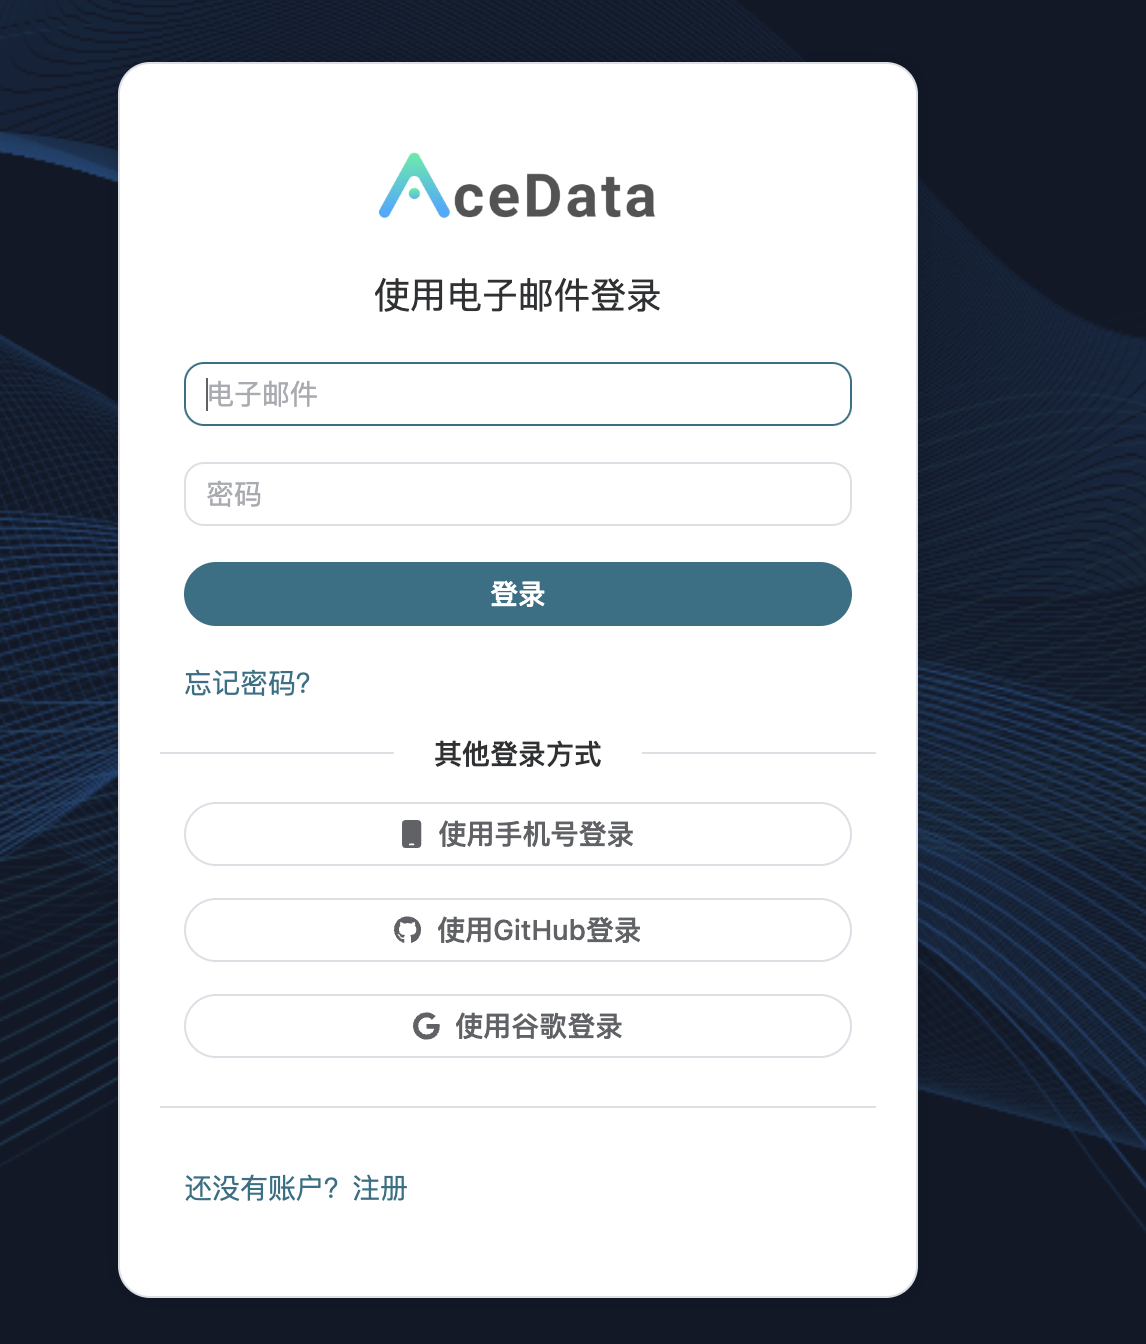 AceData
使用电子邮件登录
电子邮件
密码
登录
忘记密码?
其他登录方式
使用手机号登录
使用GitHub登录
使用谷歌登录
还没有账户? 注册